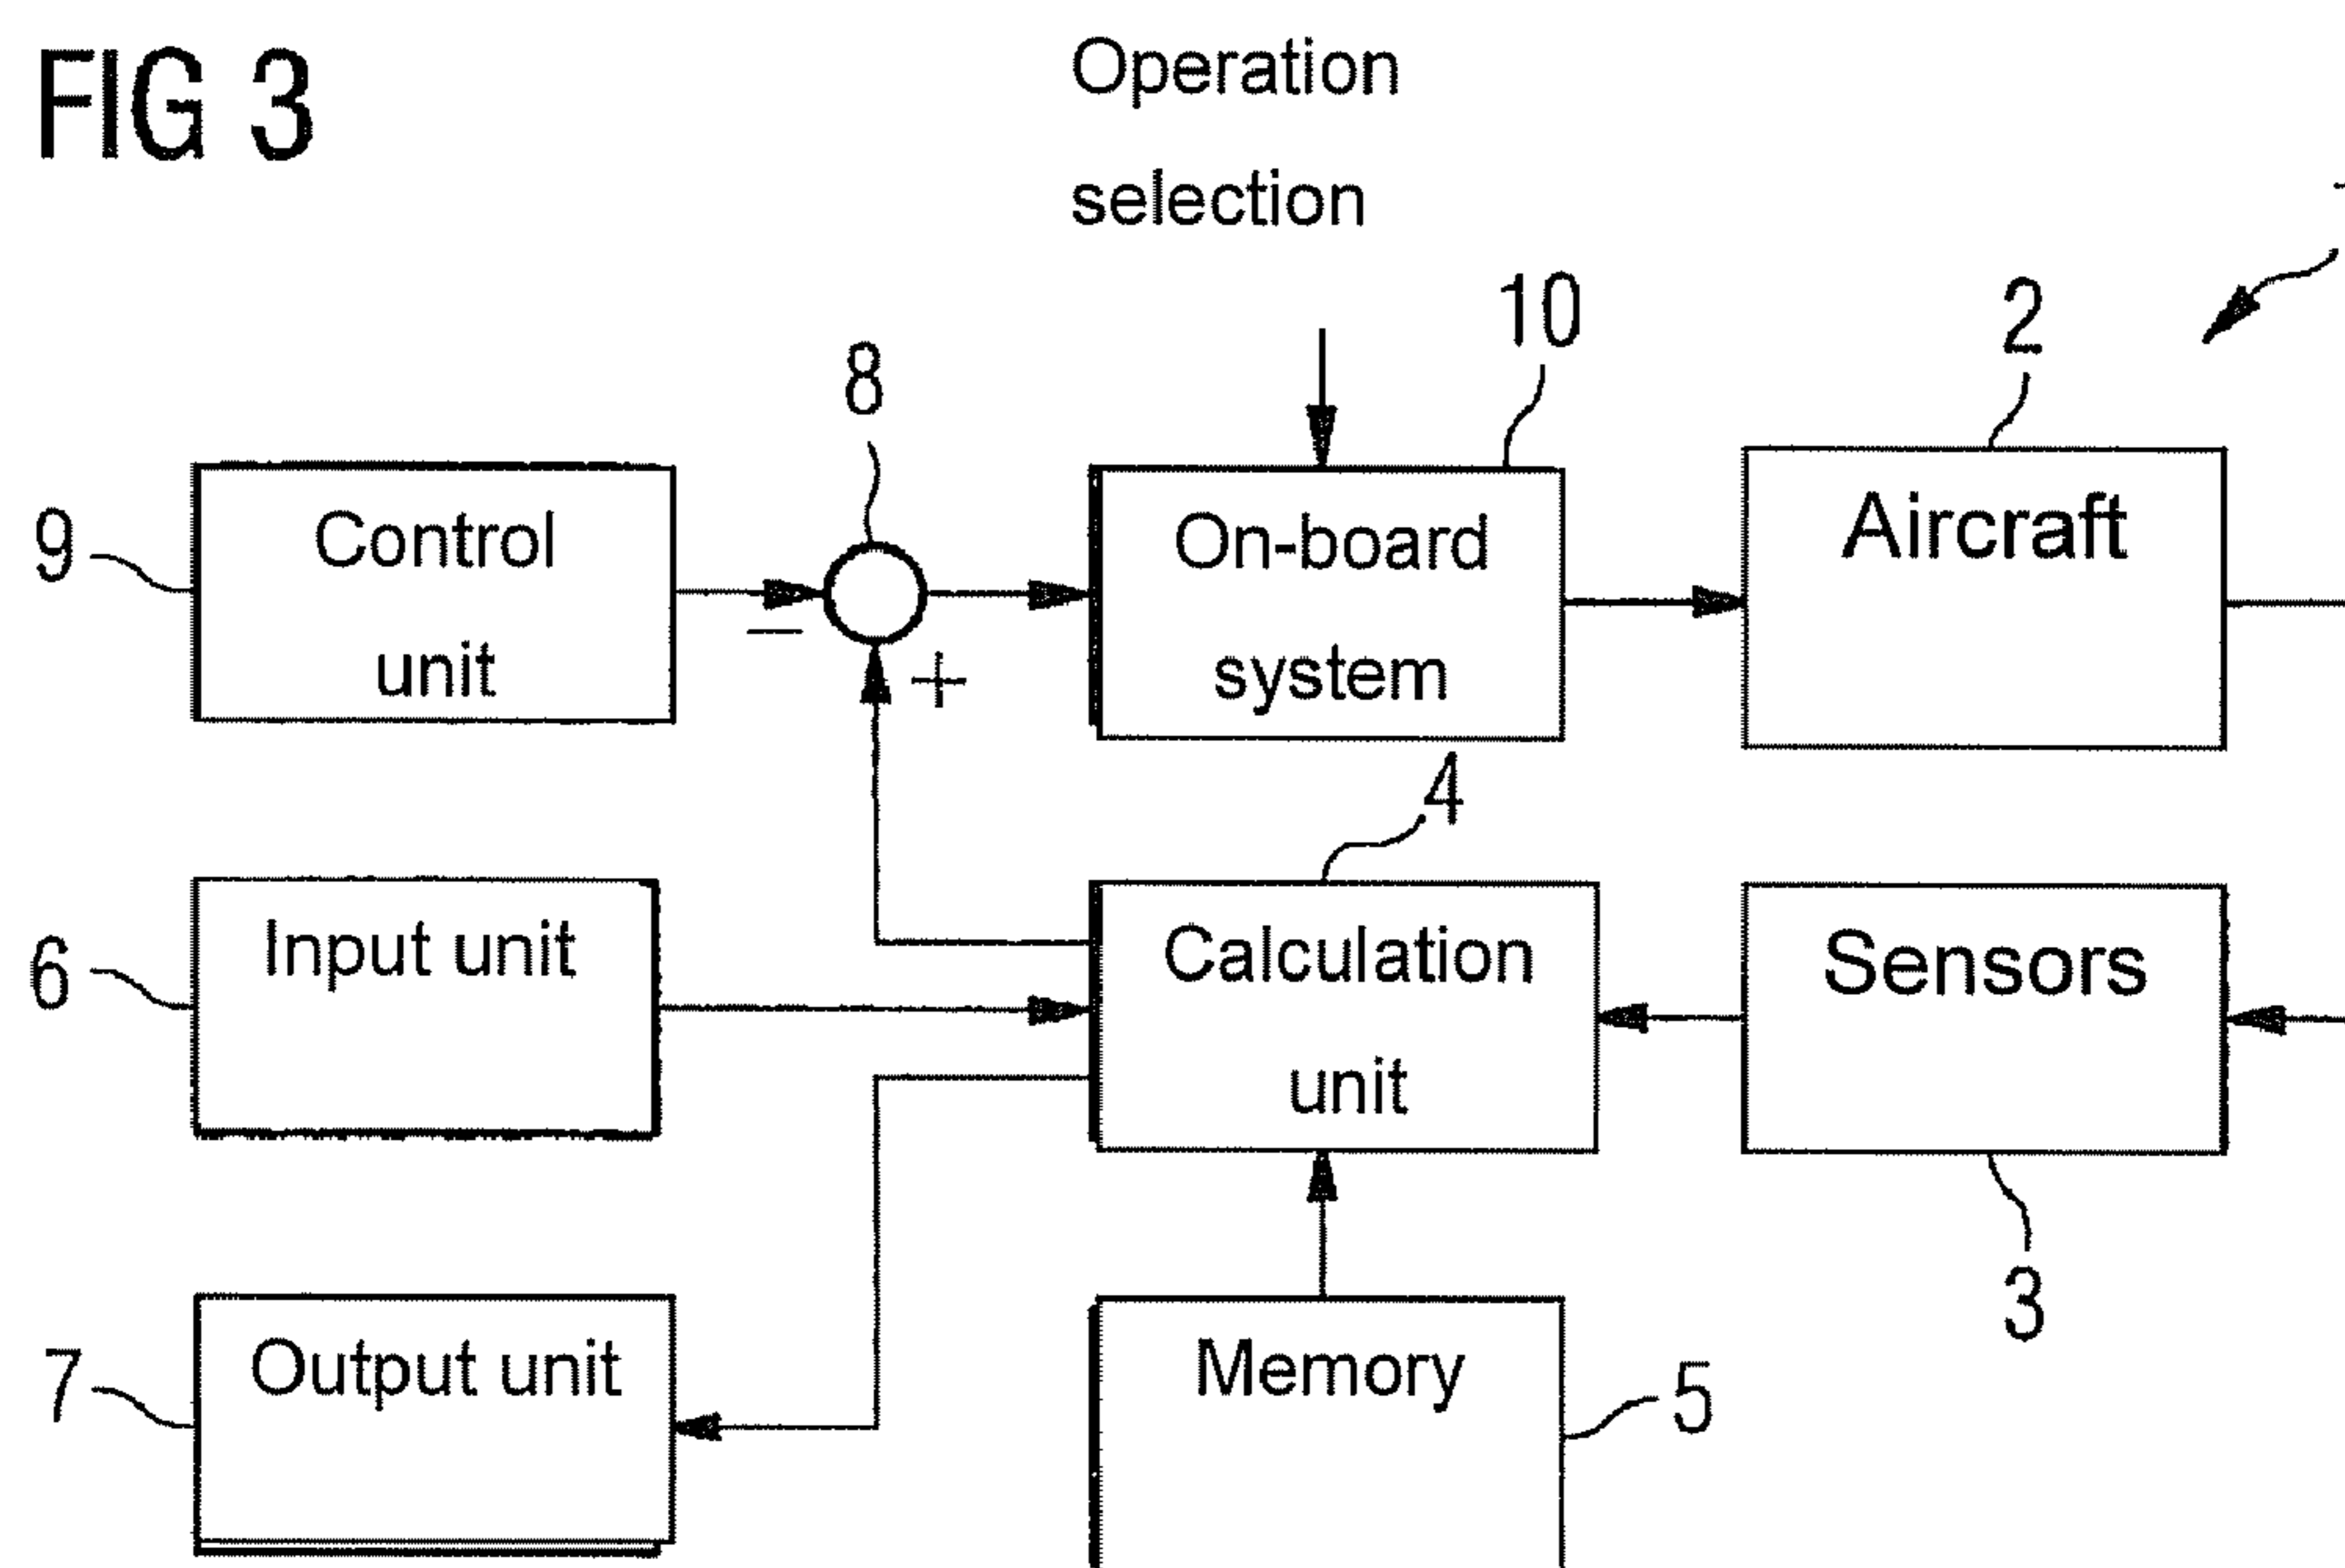 FIG 3
Operation
selection
10
2
8
9
Control
unit
On-board
system
Aircraft
−
+
4
6
Input unit
Calculation
unit
Sensors
3
7
Output unit
Memory
5